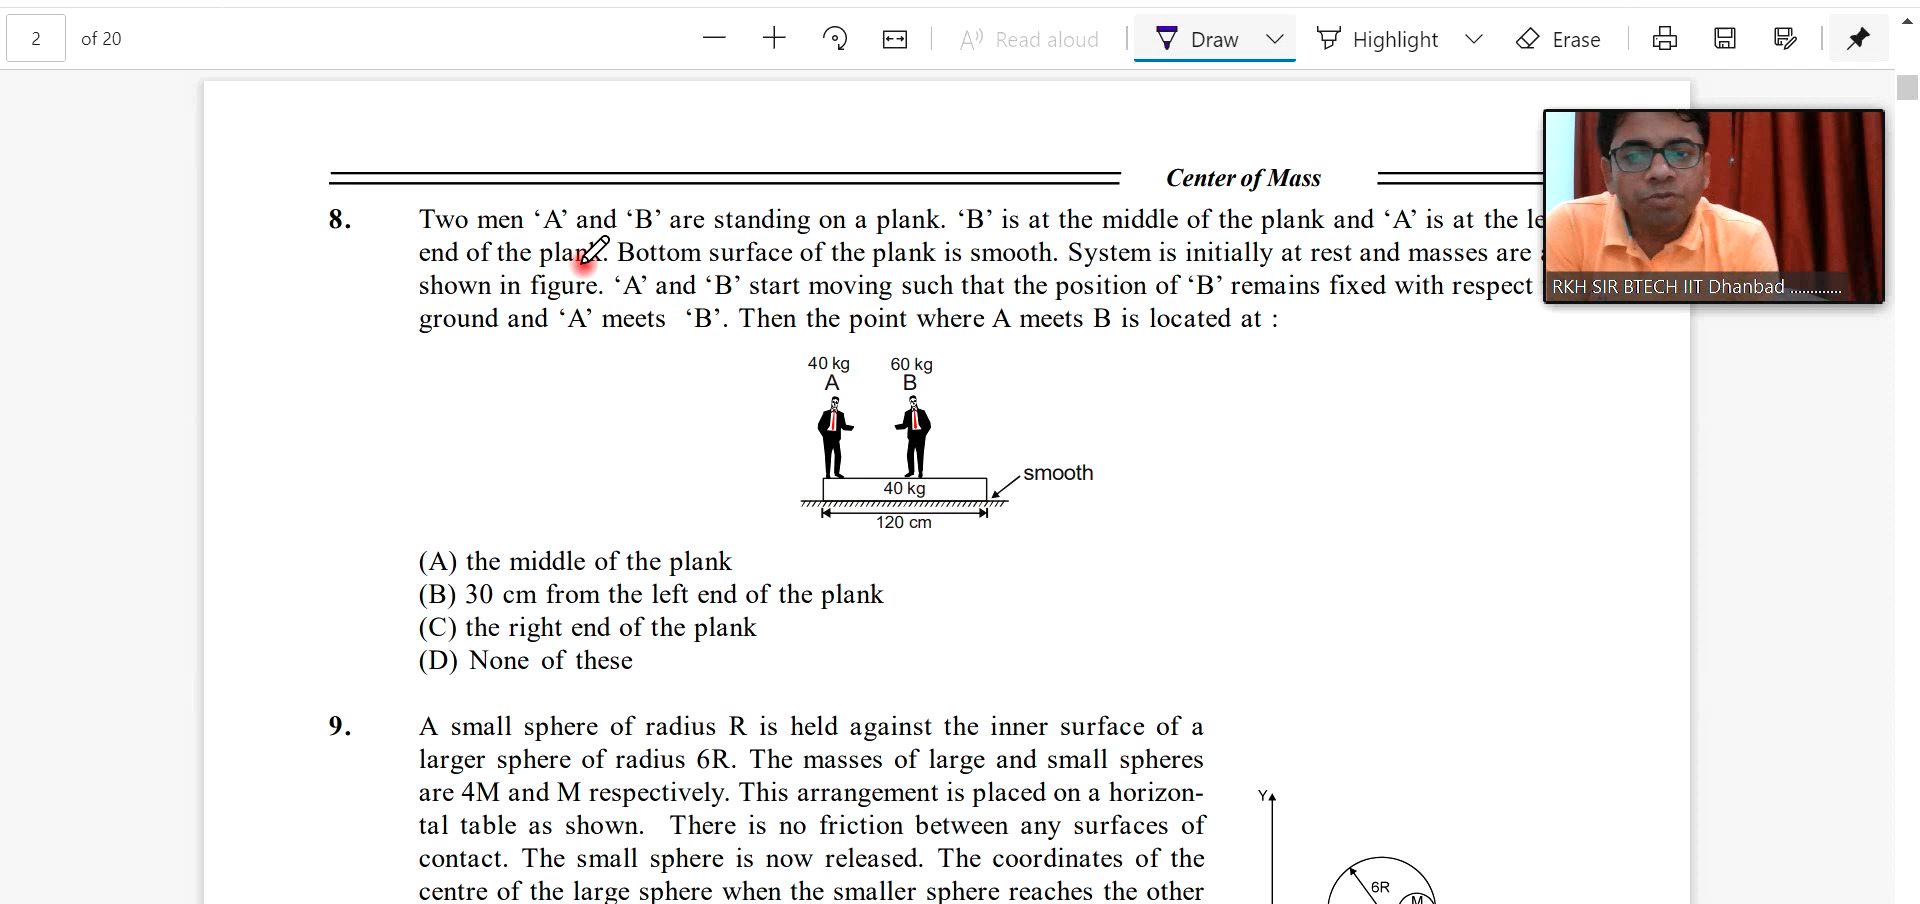 2 of 20 Read aloud Draw Highlight Erase
Center of Mass
8. Two men ‘A’ and ‘B’ are standing on a plank. ‘B’ is at the middle of the plank and ‘A’ is at the
end of the plank. Bottom surface of the plank is smooth. System is initially at rest and masses are
shown in figure. ‘A’ and ‘B’ start moving such that the position of ‘B’ remains fixed with respect
RKH SIR BTECH IIT Dhanbad .............
ground and ‘A’ meets ‘B’. Then the point where A meets B is located at :
40 kg 60 kg
A B
smooth
40 kg
120 cm
(A) the middle of the plank
(B) 30 cm from the left end of the plank
(C) the right end of the plank
(D) None of these
9. A small sphere of radius R is held against the inner surface of a
larger sphere of radius 6R. The masses of large and small spheres
are 4M and M respectively. This arrangement is placed on a horizon-
Y
tal table as shown. There is no friction between any surfaces of
contact. The small sphere is now released. The coordinates of the
centre of the large sphere when the smaller sphere reaches the other
6R
M